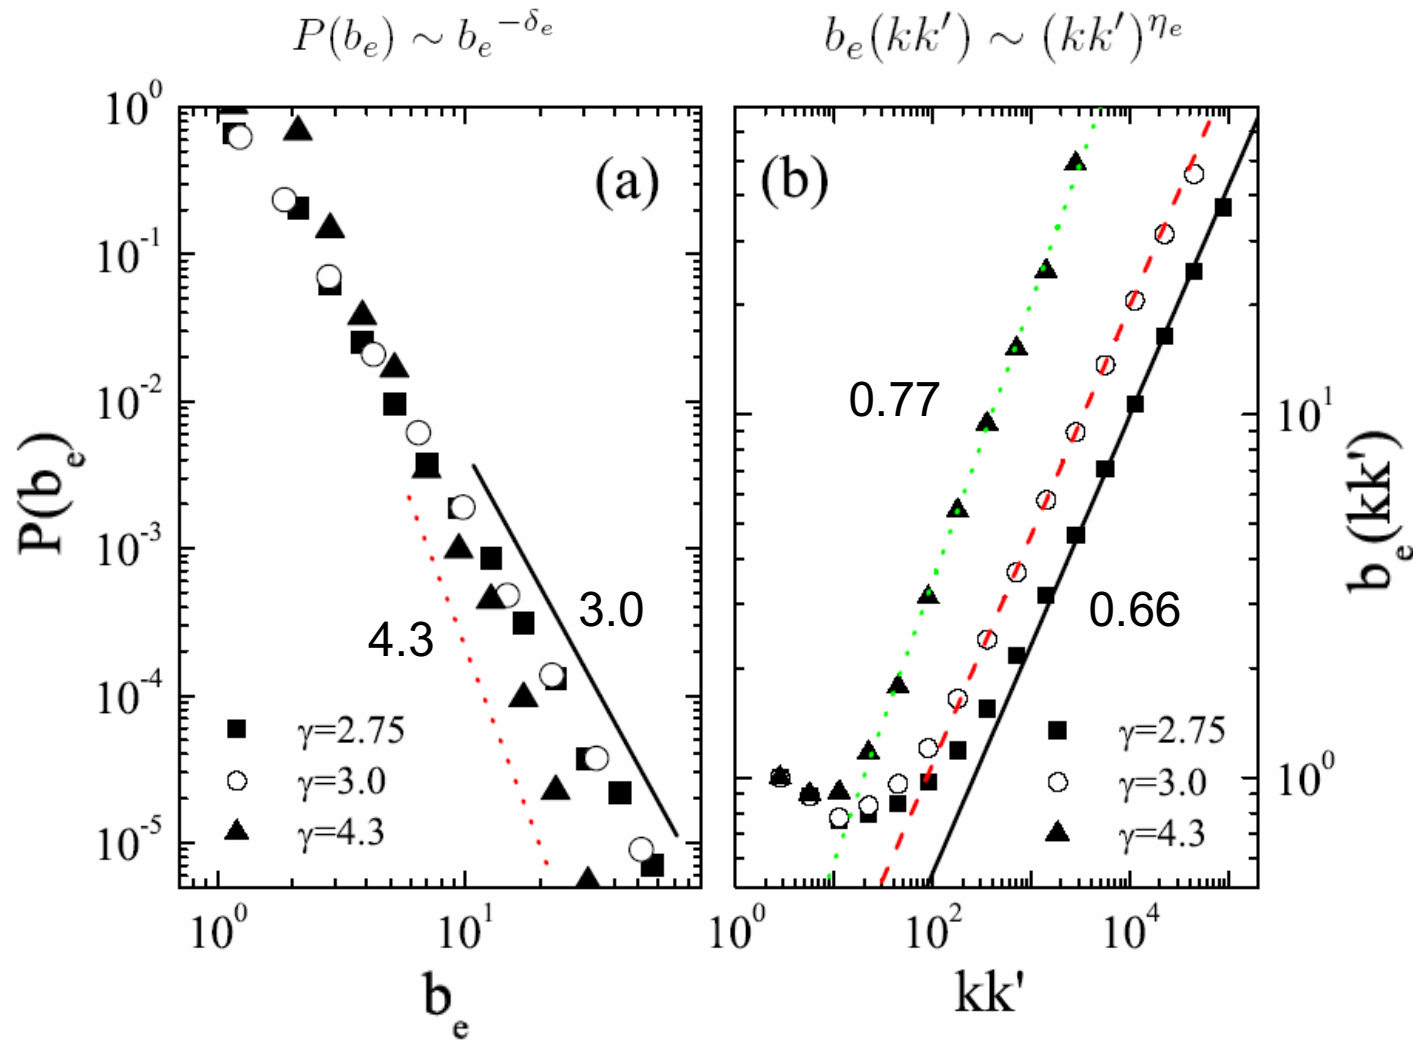 P(b_e) ∼ b_e^{−δ_e}
b_e(kk′) ∼ (kk′)^{η_e}
(a)
P(b_e)
10^0
10^-1
10^-2
10^-3
10^-4
10^-5
4.3
3.0
γ=2.75
γ=3.0
γ=4.3
10^0
10^1
b_e
(b)
0.77
0.66
γ=2.75
γ=3.0
γ=4.3
10^0
10^2
10^4
kk'
10^1
10^0
b_e(kk')